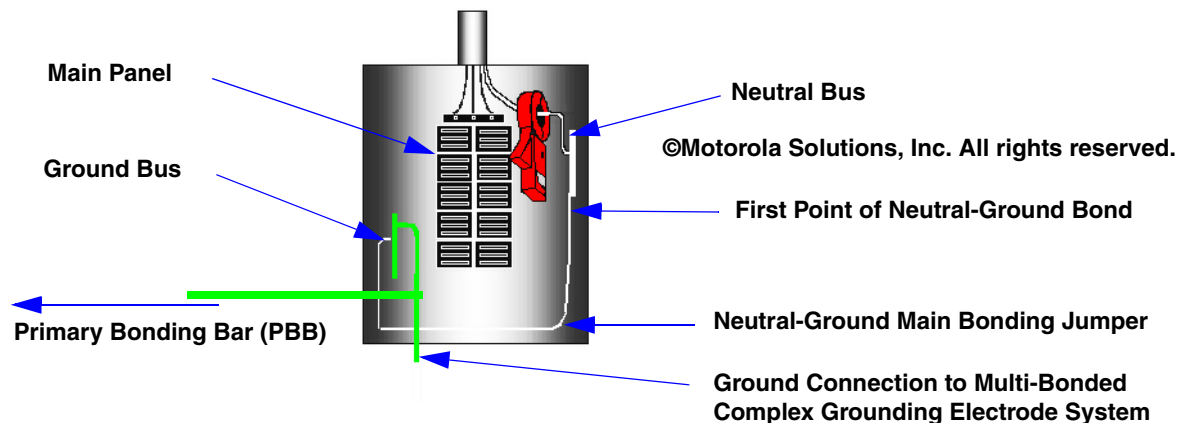 Main Panel
Neutral Bus
©Motorola Solutions, Inc. All rights reserved.
Ground Bus
First Point of Neutral-Ground Bond
Primary Bonding Bar (PBB)
Neutral-Ground Main Bonding Jumper
Ground Connection to Multi-Bonded
Complex Grounding Electrode System